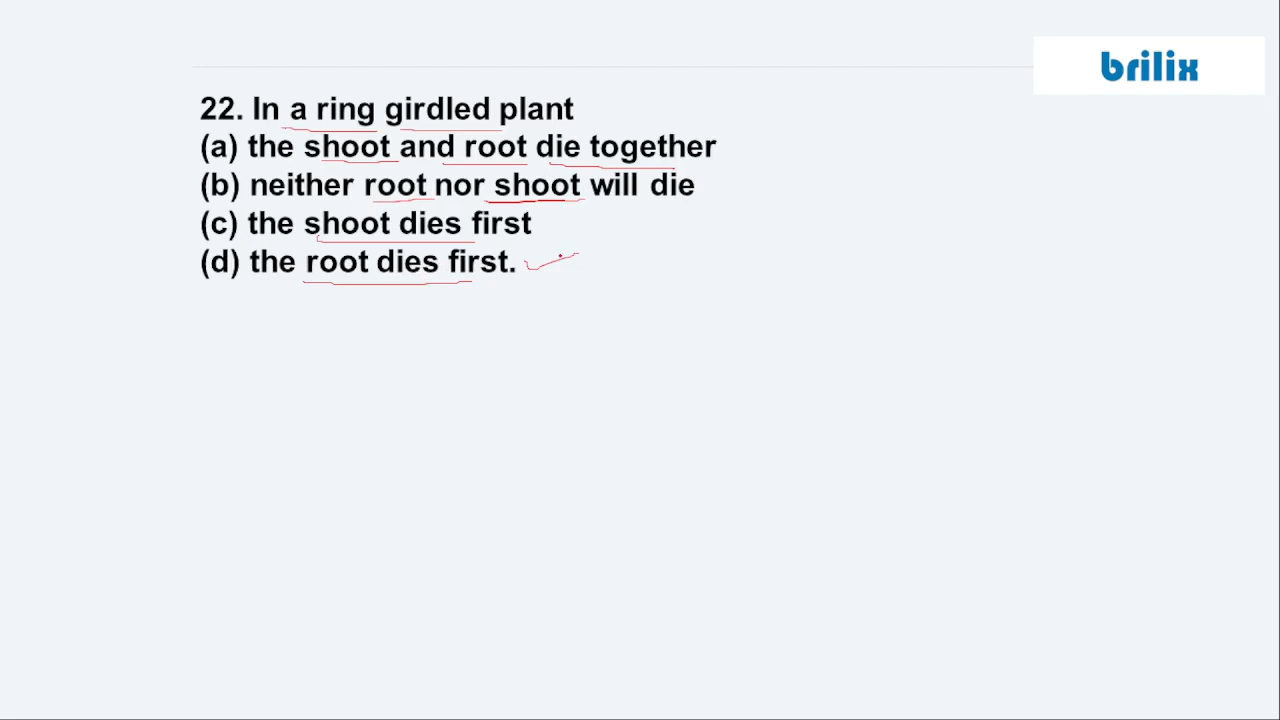 brilix
22. In a ring girdled plant
(a) the shoot and root die together
(b) neither root nor shoot will die
(c) the shoot dies first
(d) the root dies first.